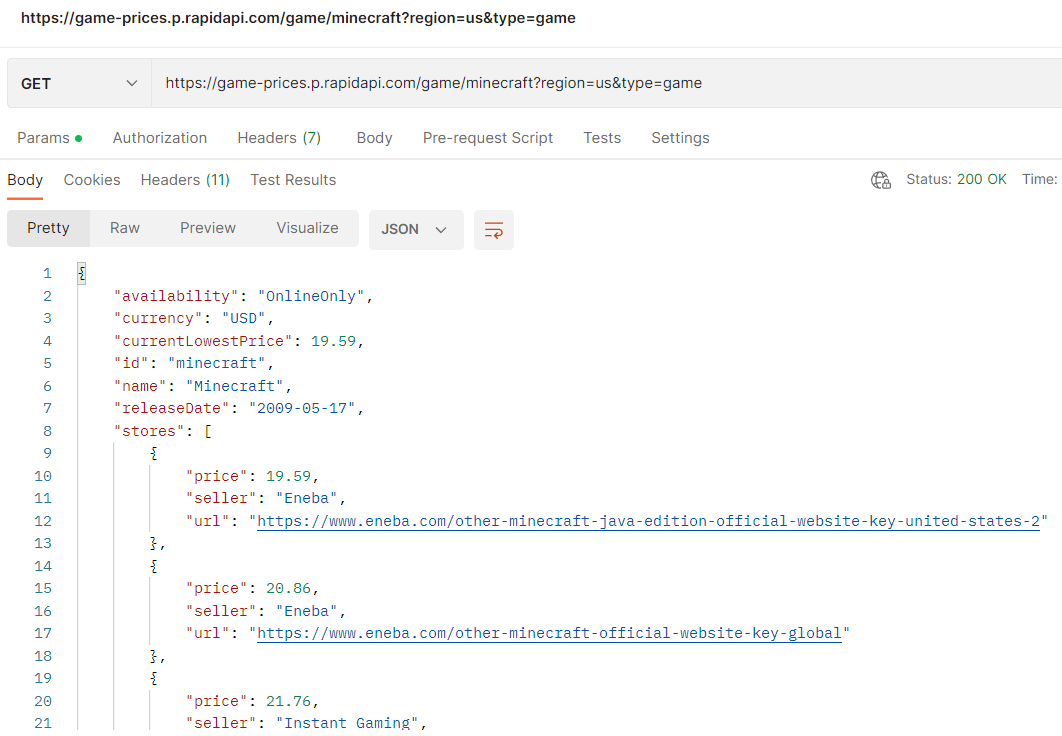 https://game-prices.p.rapidapi.com/game/minecraft?region=us&type=game
GET https://game-prices.p.rapidapi.com/game/minecraft?region=us&type=game
Params Authorization Headers (7) Body Pre-request Script Tests Settings
Body Cookies Headers (11) Test Results Status: 200 OK Time:
Pretty Raw Preview Visualize JSON
1 {
2 "availability": "OnlineOnly",
3 "currency": "USD",
4 "currentLowestPrice": 19.59,
5 "id": "minecraft",
6 "name": "Minecraft",
7 "releaseDate": "2009-05-17",
8 "stores": [
9 {
10 "price": 19.59,
11 "seller": "Eneba",
12 "url": "https://www.eneba.com/other-minecraft-java-edition-official-website-key-united-states-2"
13 },
14 {
15 "price": 20.86,
16 "seller": "Eneba",
17 "url": "https://www.eneba.com/other-minecraft-official-website-key-global"
18 },
19 {
20 "price": 21.76,
21 "seller": "Instant Gaming",